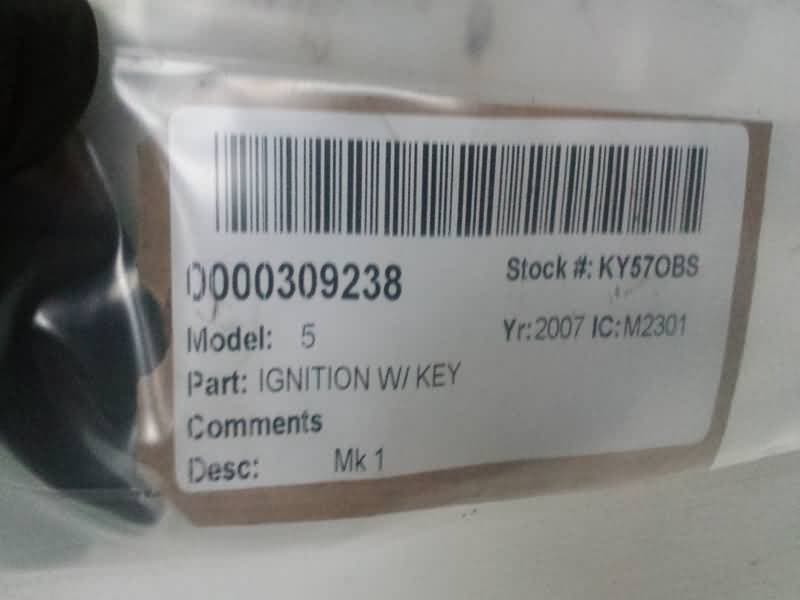 0000309238 Stock #: KY57OBS
Model: 5 Yr: 2007 IC: M2301
Part: IGNITION W/ KEY
Comments
Desc: Mk 1